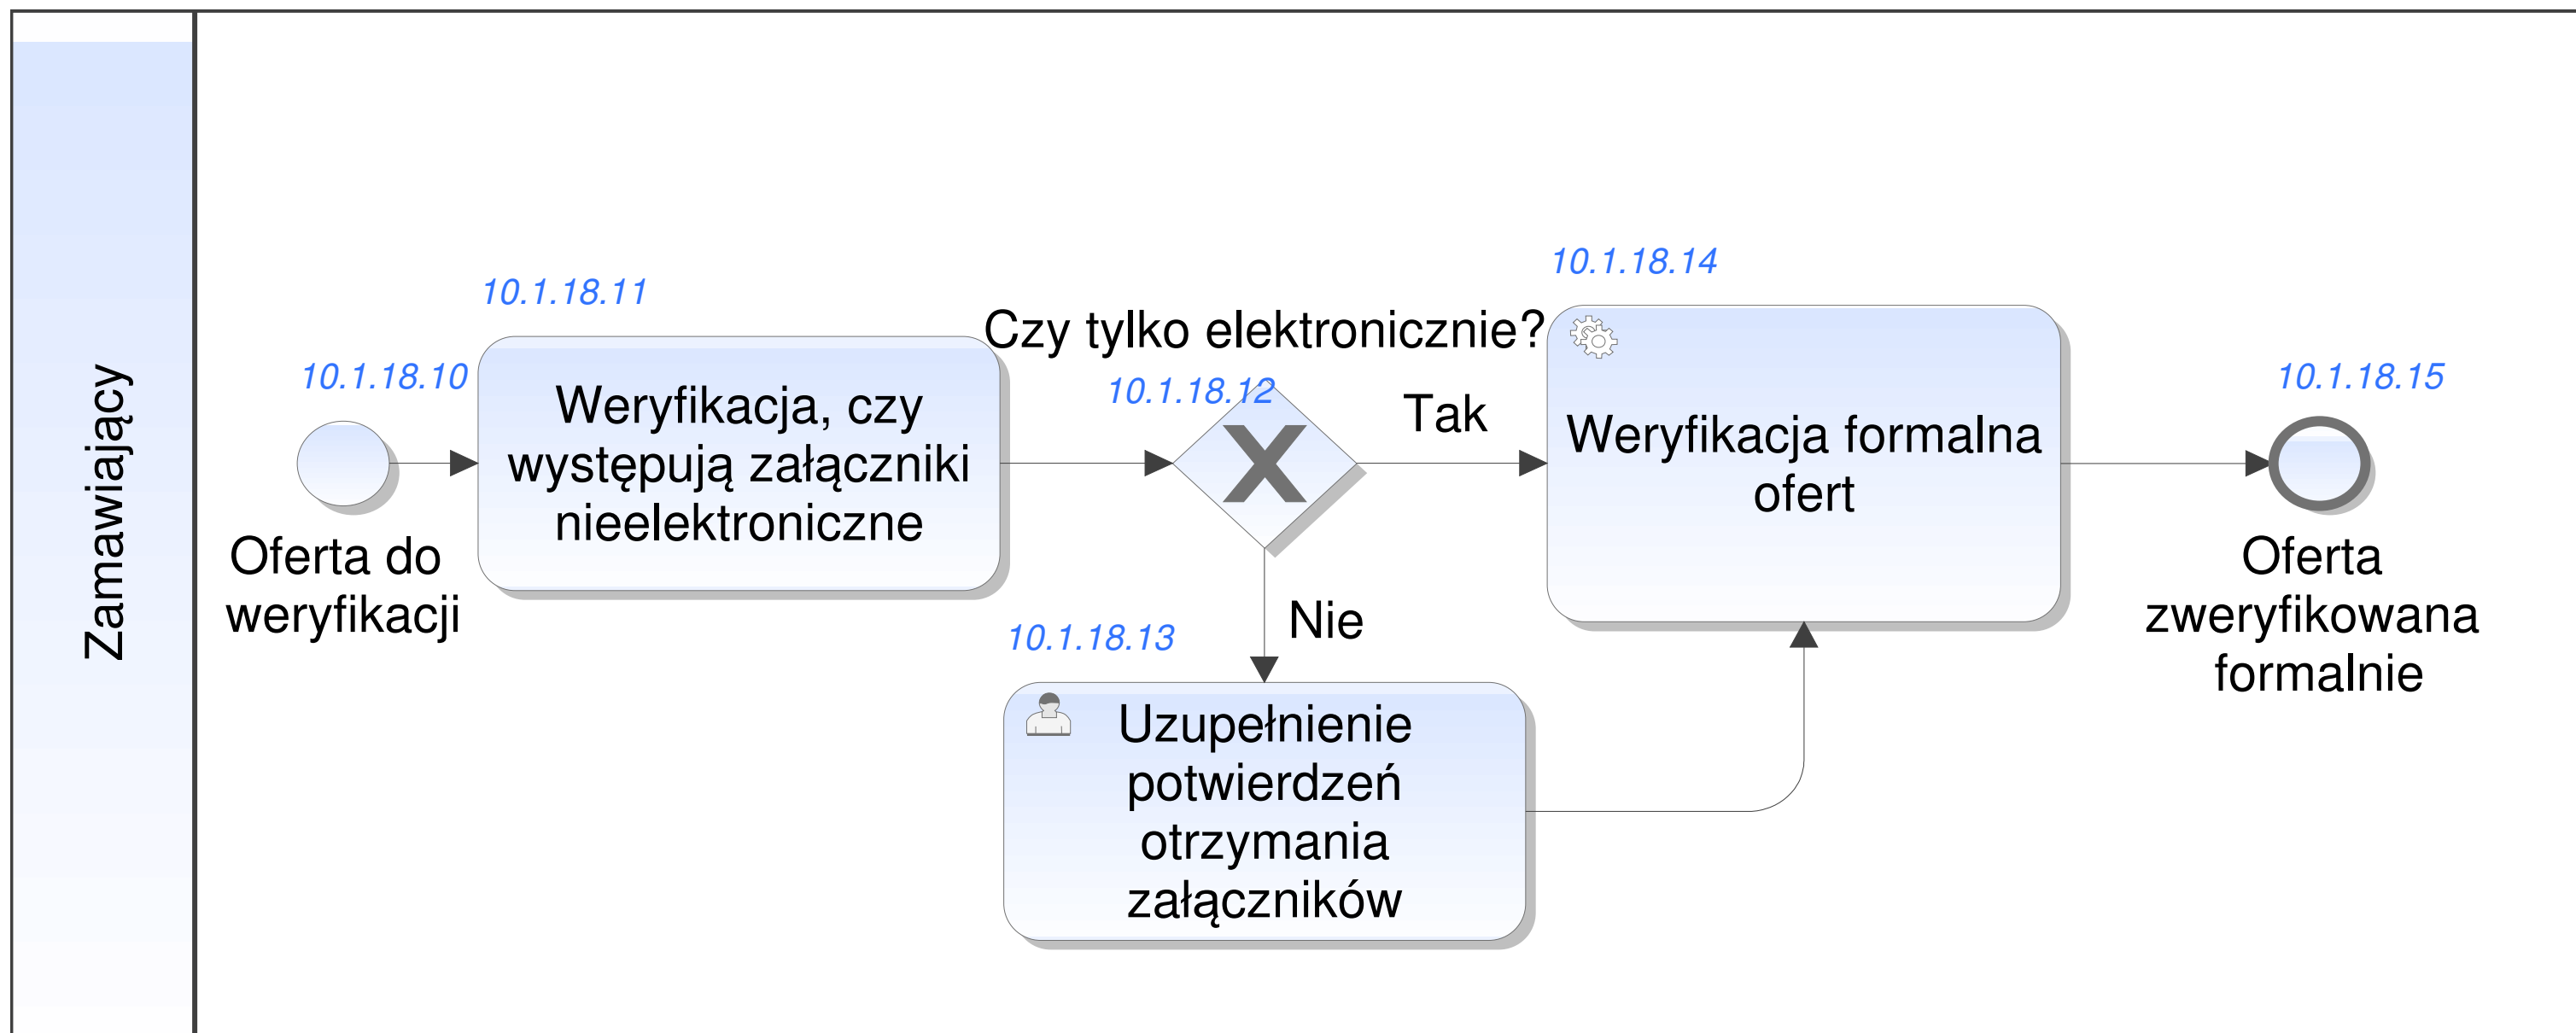 Zamawiający
10.1.18.10
Oferta do
weryfikacji
10.1.18.11
Weryfikacja, czy
występują załączniki
nieelektroniczne
Czy tylko elektronicznie?
10.1.18.12
Tak
Nie
10.1.18.13
Uzupełnienie
potwierdzeń
otrzymania
załączników
10.1.18.14
Weryfikacja formalna
ofert
10.1.18.15
Oferta
zweryfikowana
formalnie